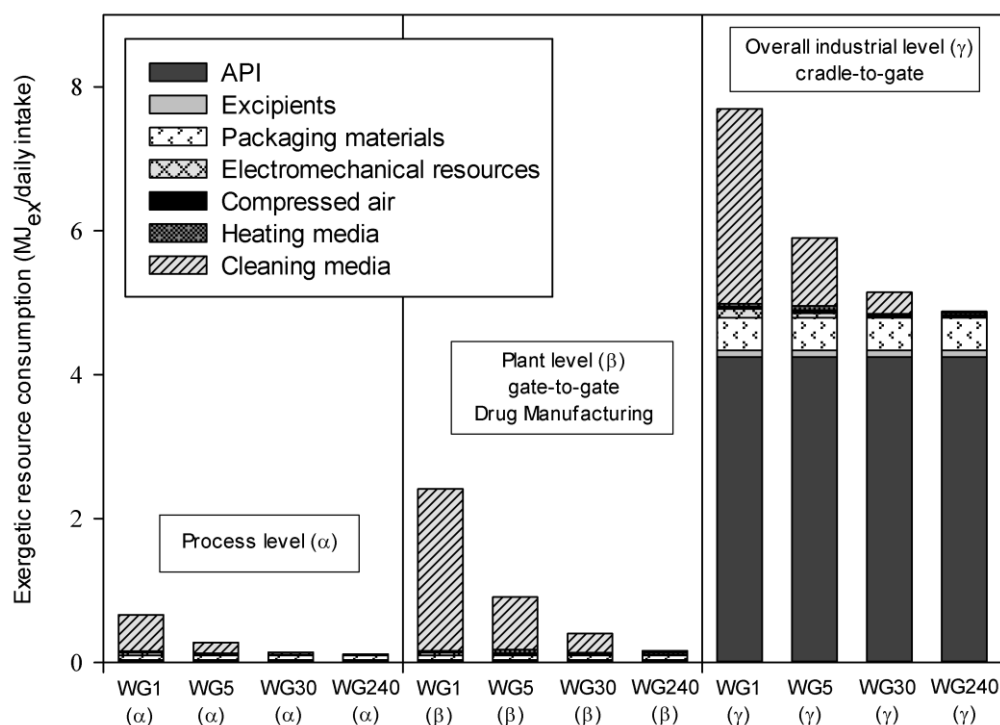 Exergetic resource consumption (MJex/daily intake)
8
6
4
2
0
API
Excipients
Packaging materials
Electromechanical resources
Compressed air
Heating media
Cleaning media
Process level (α)
Plant level (β)
gate-to-gate
Drug Manufacturing
Overall industrial level (γ)
cradle-to-gate
WG1 WG5 WG30 WG240 WG1 WG5 WG30 WG240 WG1 WG5 WG30 WG240
(α) (α) (α) (α) (β) (β) (β) (β) (γ) (γ) (γ) (γ)